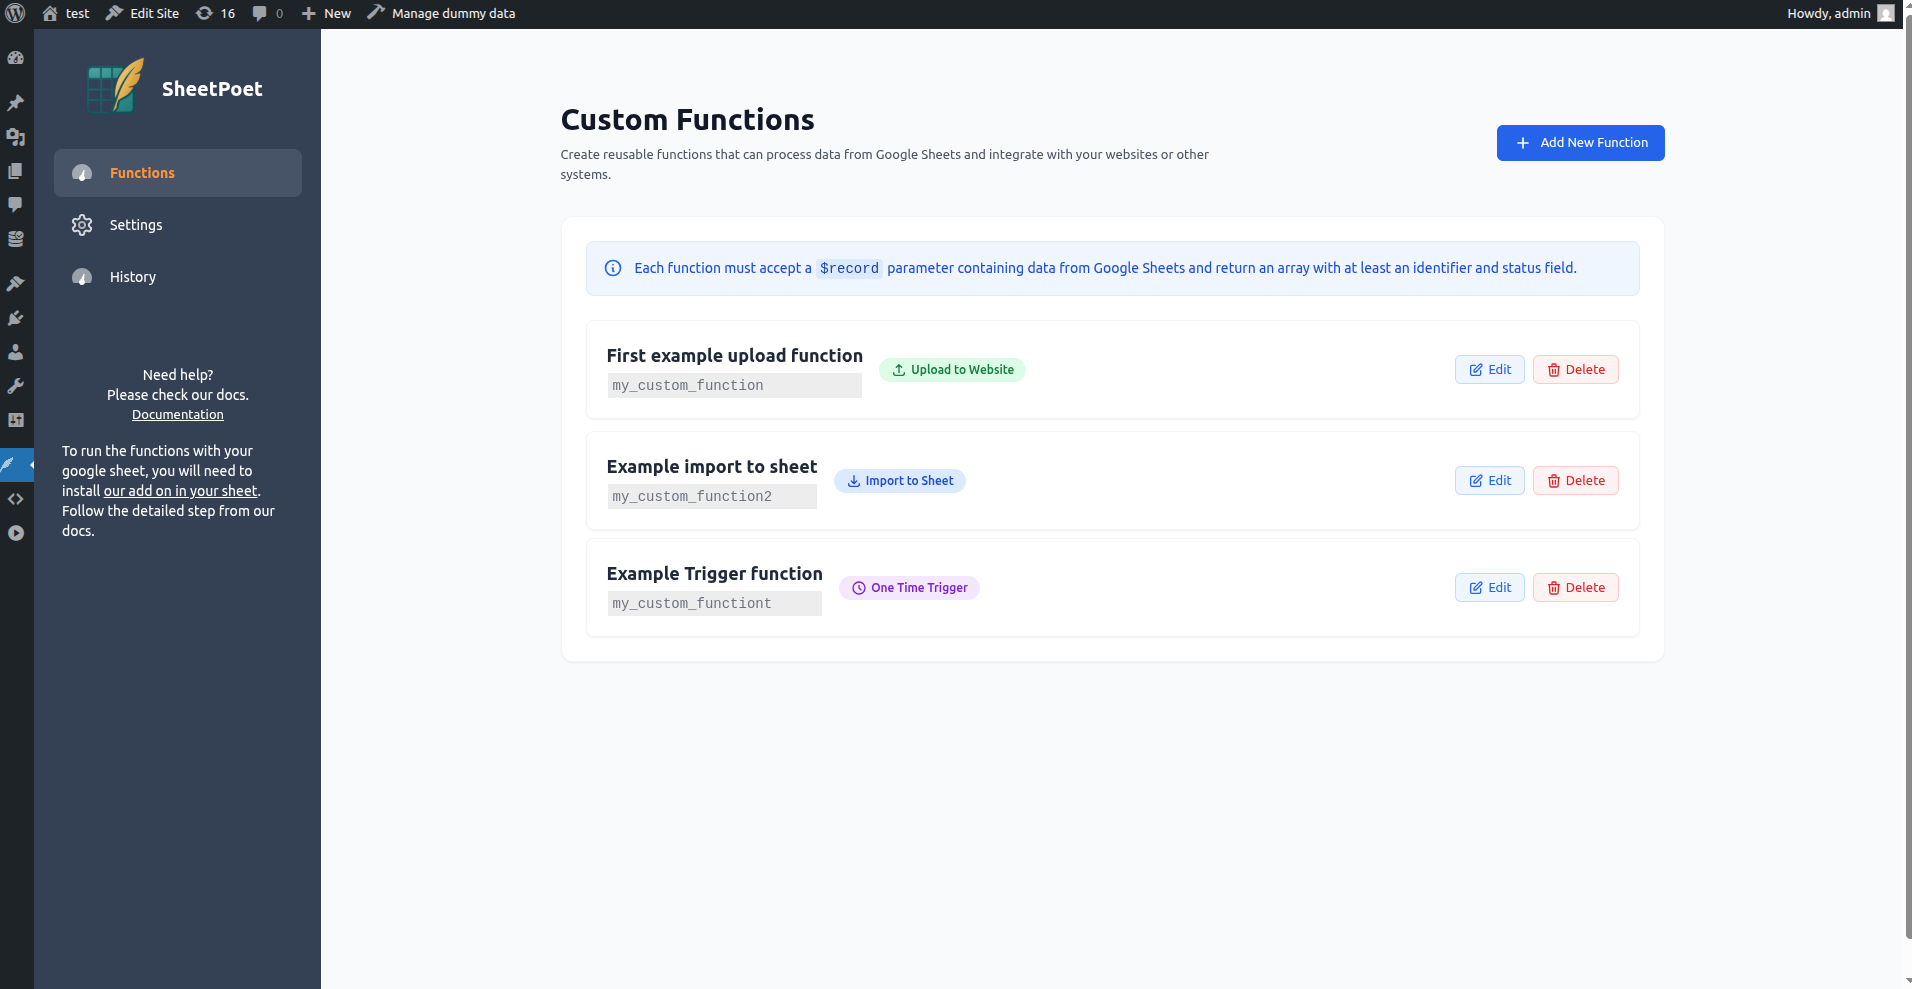 test Edit Site 16 0 New Manage dummy data Howdy, admin
SheetPoet
Functions
Settings
History
Need help?
Please check our docs.
Documentation
To run the functions with your
google sheet, you will need to
install our add on in your sheet.
Follow the detailed step from our
docs.
Custom Functions
Create reusable functions that can process data from Google Sheets and integrate with your websites or other
systems.
Add New Function
Each function must accept a $record parameter containing data from Google Sheets and return an array with at least an identifier and status field.
First example upload function
my_custom_function
Upload to Website
Edit Delete
Example import to sheet
my_custom_function2
Import to Sheet
Edit Delete
Example Trigger function
my_custom_functiont
One Time Trigger
Edit Delete